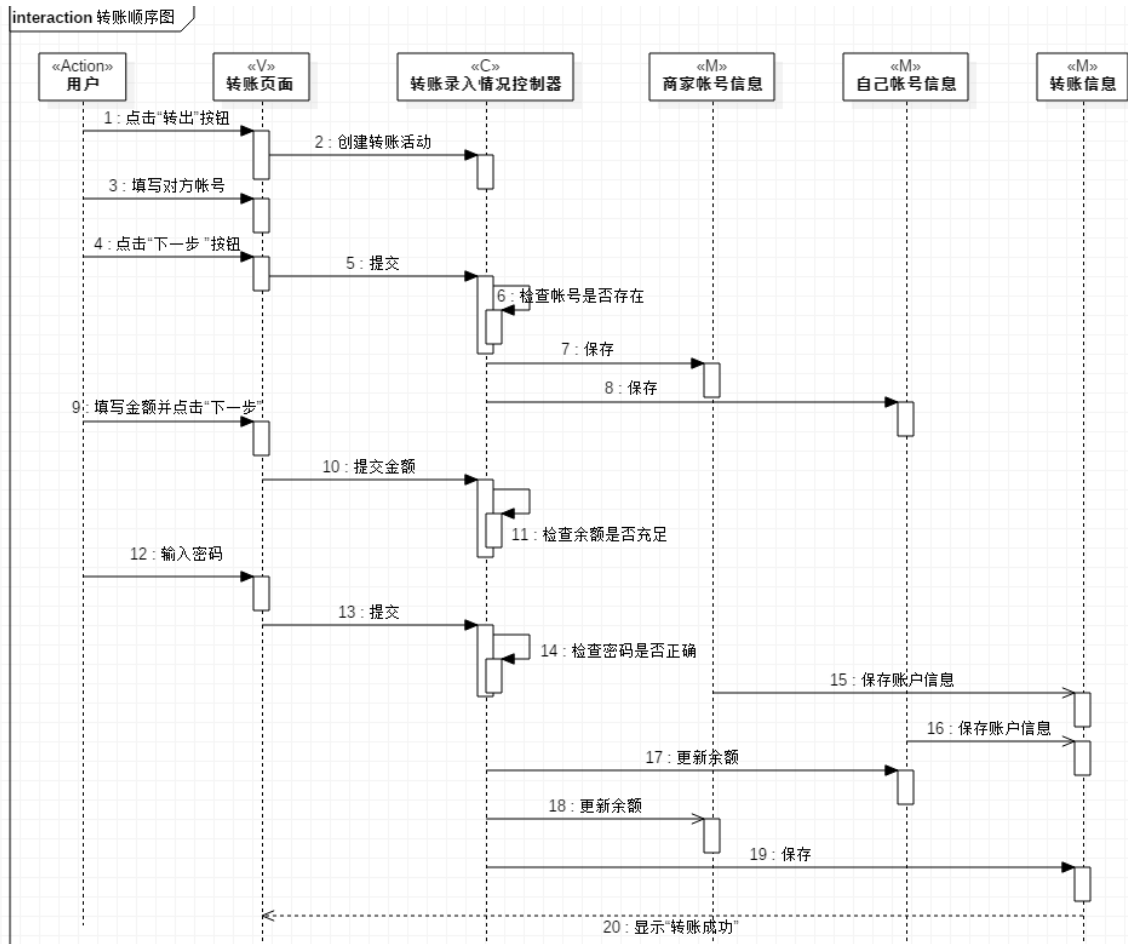 interaction 转账顺序图
«Action» «V» «C» «M» «M» «M»
用户 转账页面 转账录入情况控制器 商家帐号信息 自己帐号信息 转账信息
1 : 点击“转出”按钮
2 : 创建转账活动
3 : 填写对方帐号
4 : 点击“下一步 ”按钮
5 : 提交
6 : 检查帐号是否存在
7 : 保存
8 : 保存
9 : 填写金额并点击“下一步”
10 : 提交金额
11 : 检查余额是否充足
12 : 输入密码
13 : 提交
14 : 检查密码是否正确
15 : 保存账户信息
16 : 保存账户信息
17 : 更新余额
18 : 更新余额
19 : 保存
20 : 显示“转账成功”